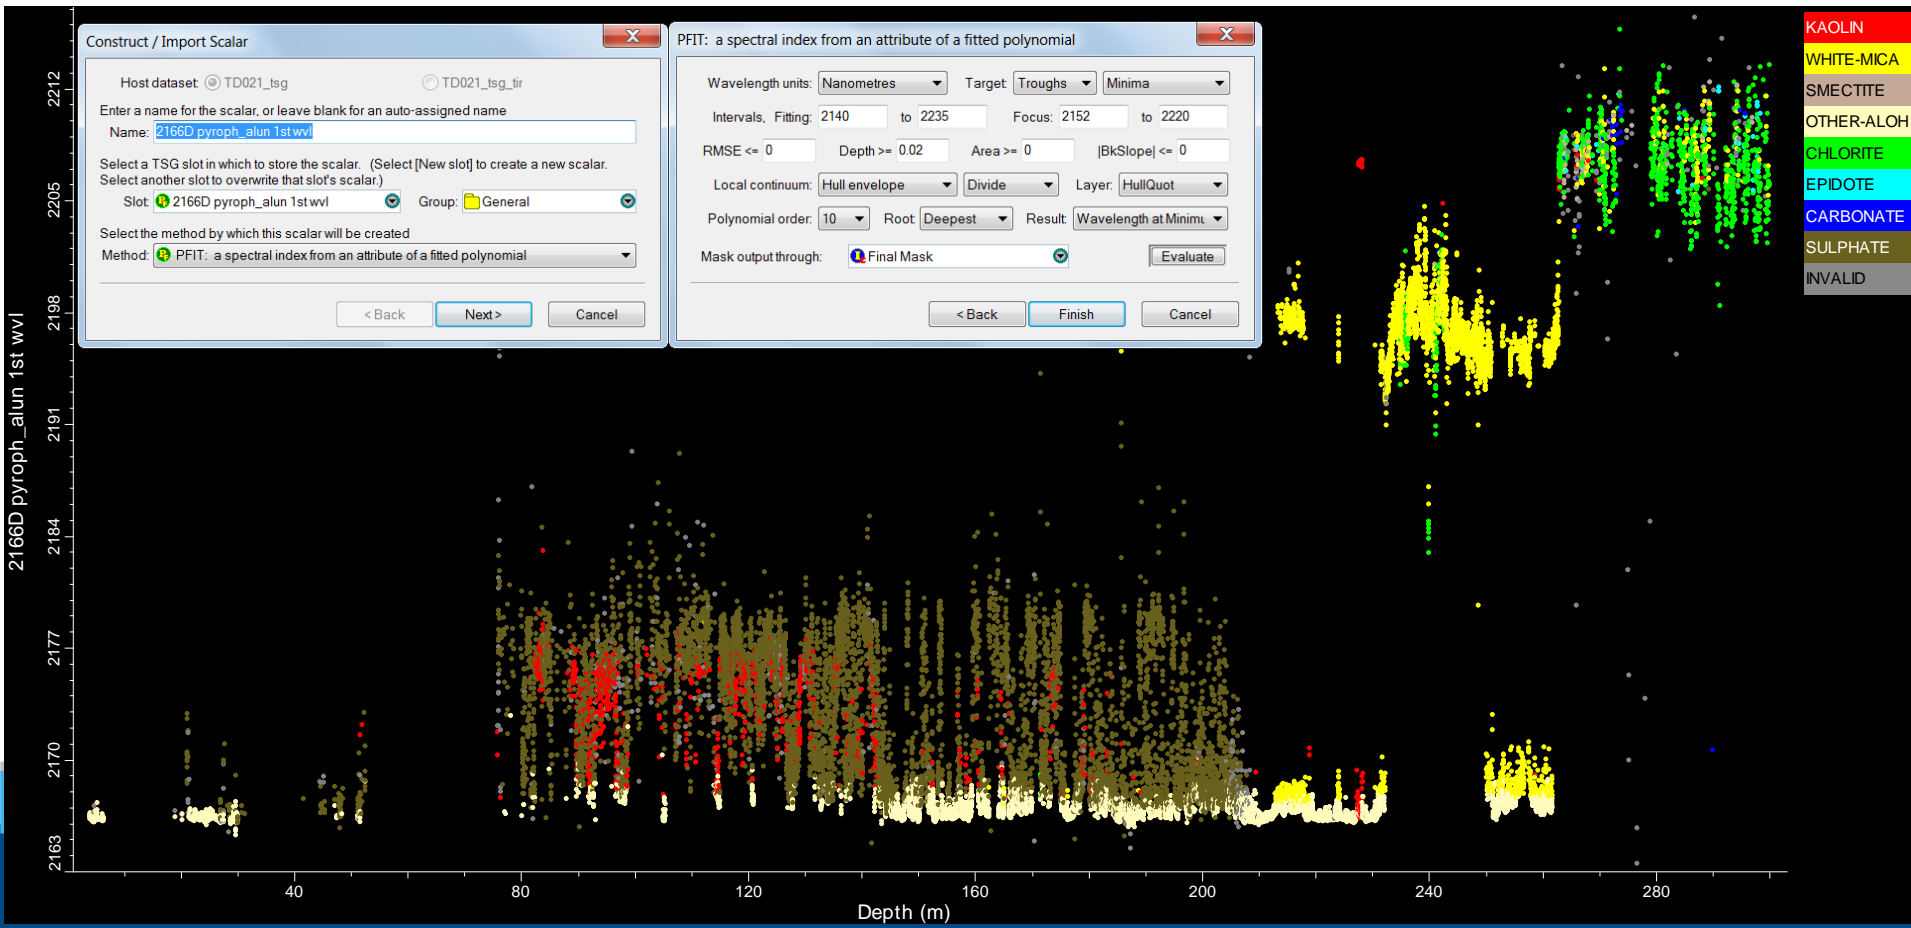 Construct / Import Scalar
Host dataset: TD021_tsg TD021_tsg_tir
Enter a name for the scalar, or leave blank for an auto-assigned name
Name: 2166D pyroph_alun 1st wvl
Select a TSG slot in which to store the scalar. (Select [New slot] to create a new scalar.
Select another slot to overwrite that slot's scalar.)
Slot: 2166D pyroph_alun 1st wvl Group: General
Select the method by which this scalar will be created
Method: PFIT: a spectral index from an attribute of a fitted polynomial
< Back Next > Cancel
PFIT: a spectral index from an attribute of a fitted polynomial
Wavelength units: Nanometres Target: Troughs Minima
Intervals, Fitting: 2140 to 2235 Focus: 2152 to 2220
RMSE <= 0 Depth >= 0.02 Area >= 0 |BkSlope| <= 0
Local continuum: Hull envelope Divide Layer: HullQuot
Polynomial order: 10 Root: Deepest Result: Wavelength at Minimu
Mask output through: Final Mask Evaluate
< Back Finish Cancel
KAOLIN
WHITE-MICA
SMECTITE
OTHER-ALOH
CHLORITE
EPIDOTE
CARBONATE
SULPHATE
INVALID
2166D pyroph_alun 1st wvl
2212
2205
2198
2191
2184
2177
2170
2163
40 80 120 160 200 240 280
Depth (m)